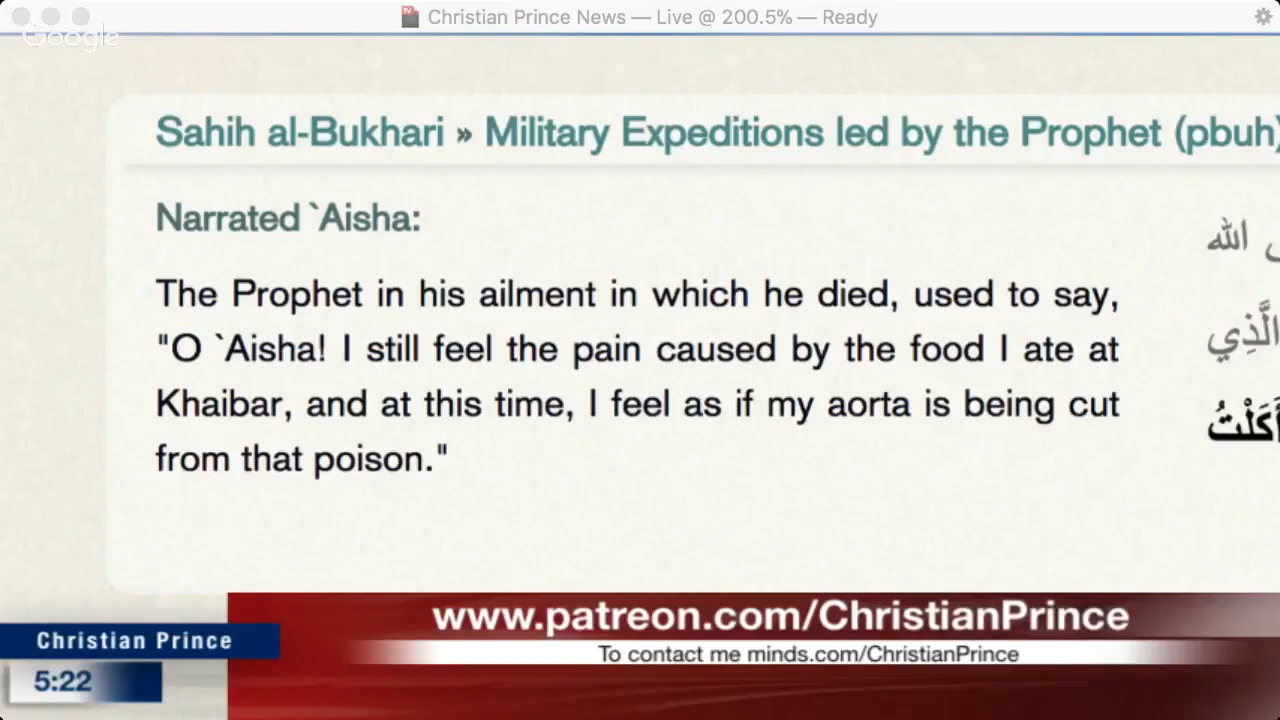 Christian Prince News — Live @ 200.5% — Ready
Google
Sahih al-Bukhari » Military Expeditions led by the Prophet (pbuh)
Narrated `Aisha:
الله
The Prophet in his ailment in which he died, used to say,
"O `Aisha! I still feel the pain caused by the food I ate at
الَّذِي
Khaibar, and at this time, I feel as if my aorta is being cut
أَكَلْتُ
from that poison."
www.patreon.com/ChristianPrince
Christian Prince
To contact me minds.com/ChristianPrince
5:22